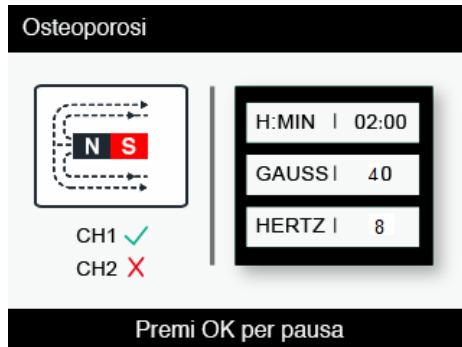 Osteoporosi
N S
CH1
CH2
H:MIN | 02:00
GAUSS | 40
HERTZ | 8
Premi OK per pausa